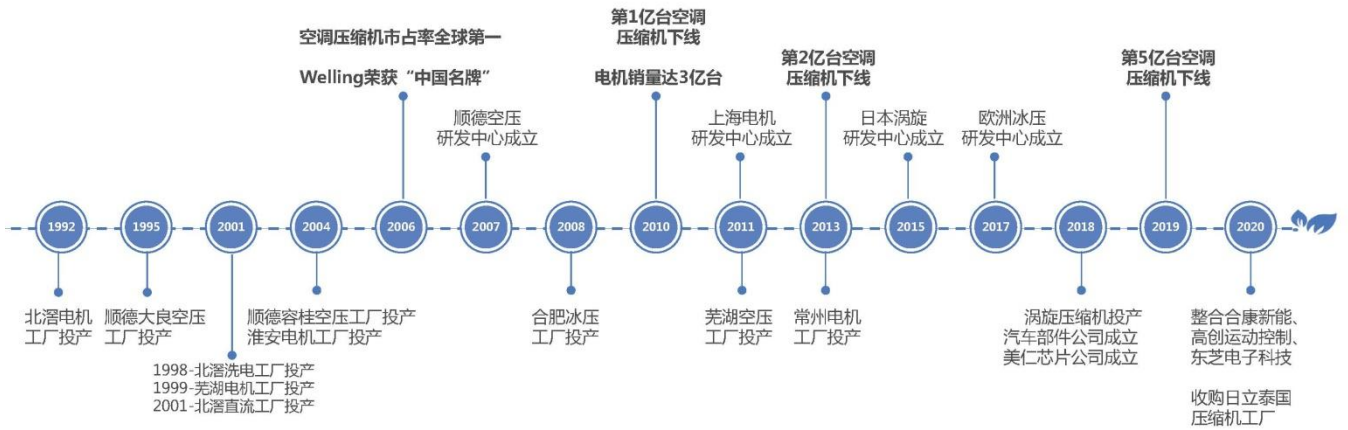 空调压缩机市占率全球第一
Welling荣获“中国名牌”
顺德空压
研发中心成立
第1亿台空调
压缩机下线
电机销量达3亿台
上海电机
研发中心成立
第2亿台空调
压缩机下线
日本涡旋
研发中心成立
欧洲冰压
研发中心成立
第5亿台空调
压缩机下线
1992
1995
2001
2004
2006
2007
2008
2010
2011
2013
2015
2017
2018
2019
2020
北滘电机
工厂投产
顺德大良空压
工厂投产
1998-北滘洗电工厂投产
1999-芜湖电机工厂投产
2001-北滘直流工厂投产
顺德容桂空压工厂投产
淮安电机工厂投产
合肥冰压
工厂投产
芜湖空压
工厂投产
常州电机
工厂投产
涡旋压缩机投产
汽车部件公司成立
美仁芯片公司成立
整合合康新能、
高创运动控制、
东芝电子科技
收购日立泰国
压缩机工厂